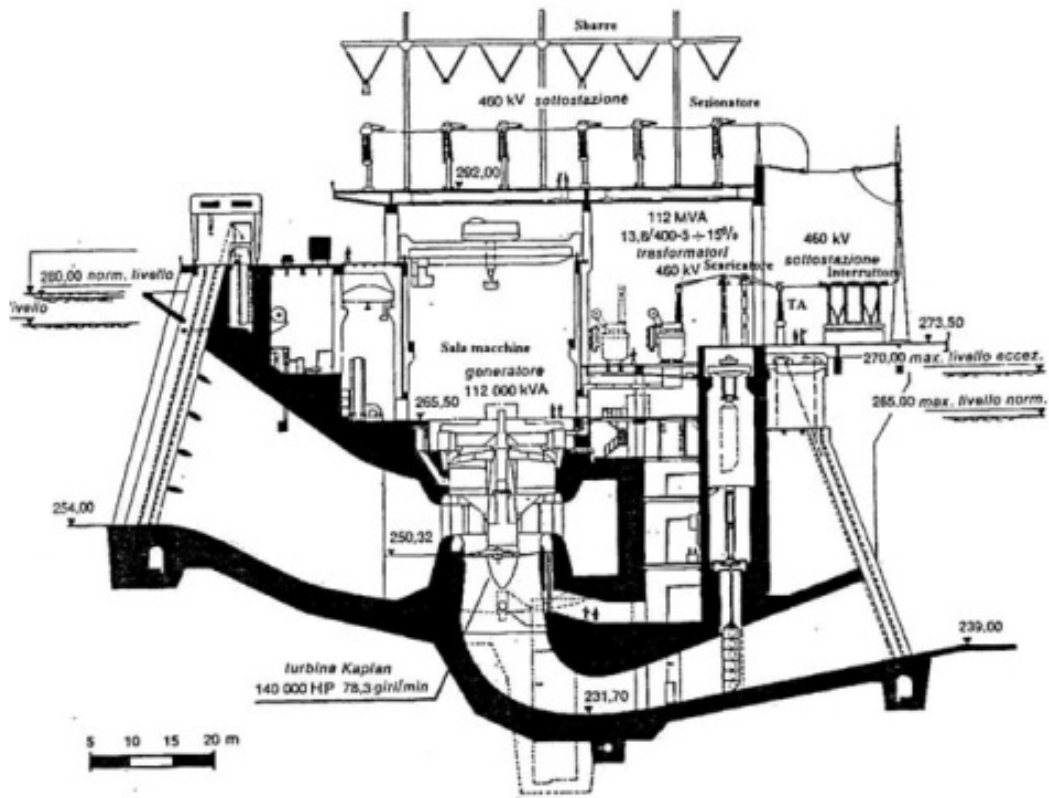 Sbarre
460 kV sottostazione
Sezionatore
292,00
112 MVA
13,8/400-5 ÷ 15%
trasformatori
460 kV
Scaricatore
460 kV
sottostazione
Interruttori
TA
280,00 norm. livello
livello
273,50
270,00 max. livello eccez.
265,00 max. livello norm.
Sala macchine
generatore
112 000 kVA
265,50
254,00
250,32
turbina Kaplan
140 000 HP 78,3 giri/min
231,70
239,00
5 10 15 20 m